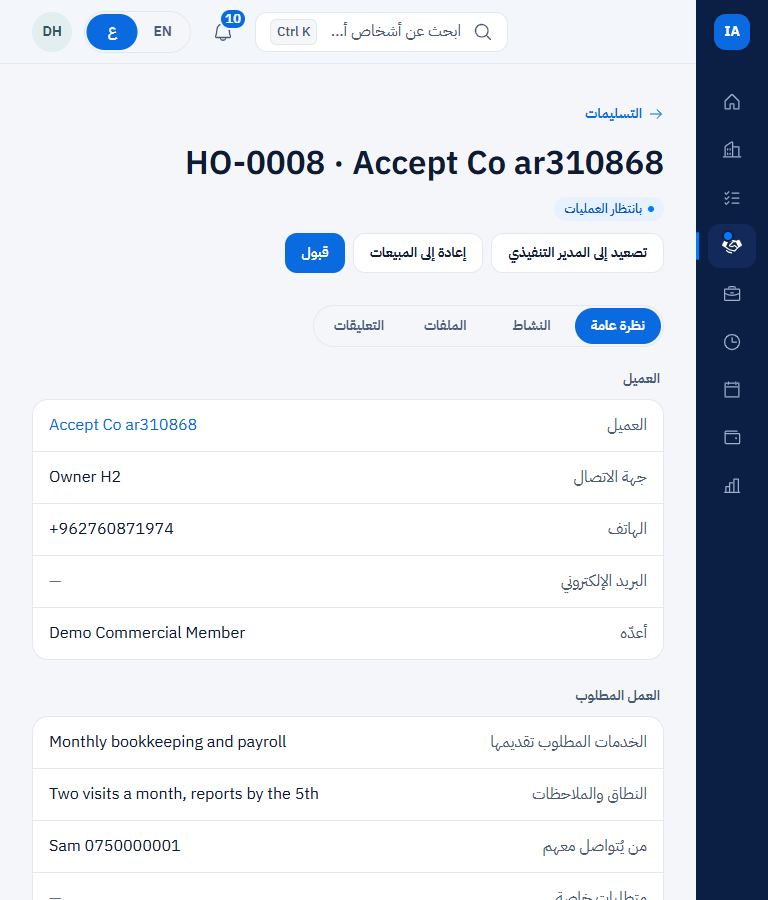 IA
ابحث عن أشخاص أ...
Ctrl K
10
EN
ع
DH
التسليمات
HO-0008 · Accept Co ar310868
بانتظار العمليات
تصعيد إلى المدير التنفيذي
إعادة إلى المبيعات
قبول
نظرة عامة
النشاط
الملفات
التعليقات
العميل
العميل
Accept Co ar310868
جهة الاتصال
Owner H2
الهاتف
+962760871974
البريد الإلكتروني
—
أعدّه
Demo Commercial Member
العمل المطلوب
الخدمات المطلوب تقديمها
Monthly bookkeeping and payroll
النطاق والملاحظات
Two visits a month, reports by the 5th
من يُتواصل معهم
Sam 0750000001
متطلبات خاصة
—